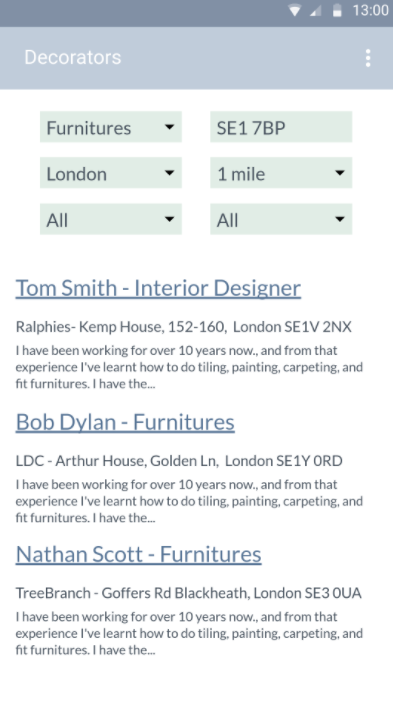 13:00
Decorators
Furnitures SE1 7BP
London 1 mile
All All
Tom Smith - Interior Designer
Ralphies- Kemp House, 152-160, London SE1V 2NX
I have been working for over 10 years now., and from that
experience I've learnt how to do tiling, painting, carpeting, and
fit furnitures. I have the...
Bob Dylan - Furnitures
LDC - Arthur House, Golden Ln, London SE1Y 0RD
I have been working for over 10 years now., and from that
experience I've learnt how to do tiling, painting, carpeting, and
fit furnitures. I have the...
Nathan Scott - Furnitures
TreeBranch - Goffers Rd Blackheath, London SE3 0UA
I have been working for over 10 years now., and from that
experience I've learnt how to do tiling, painting, carpeting, and
fit furnitures. I have the...